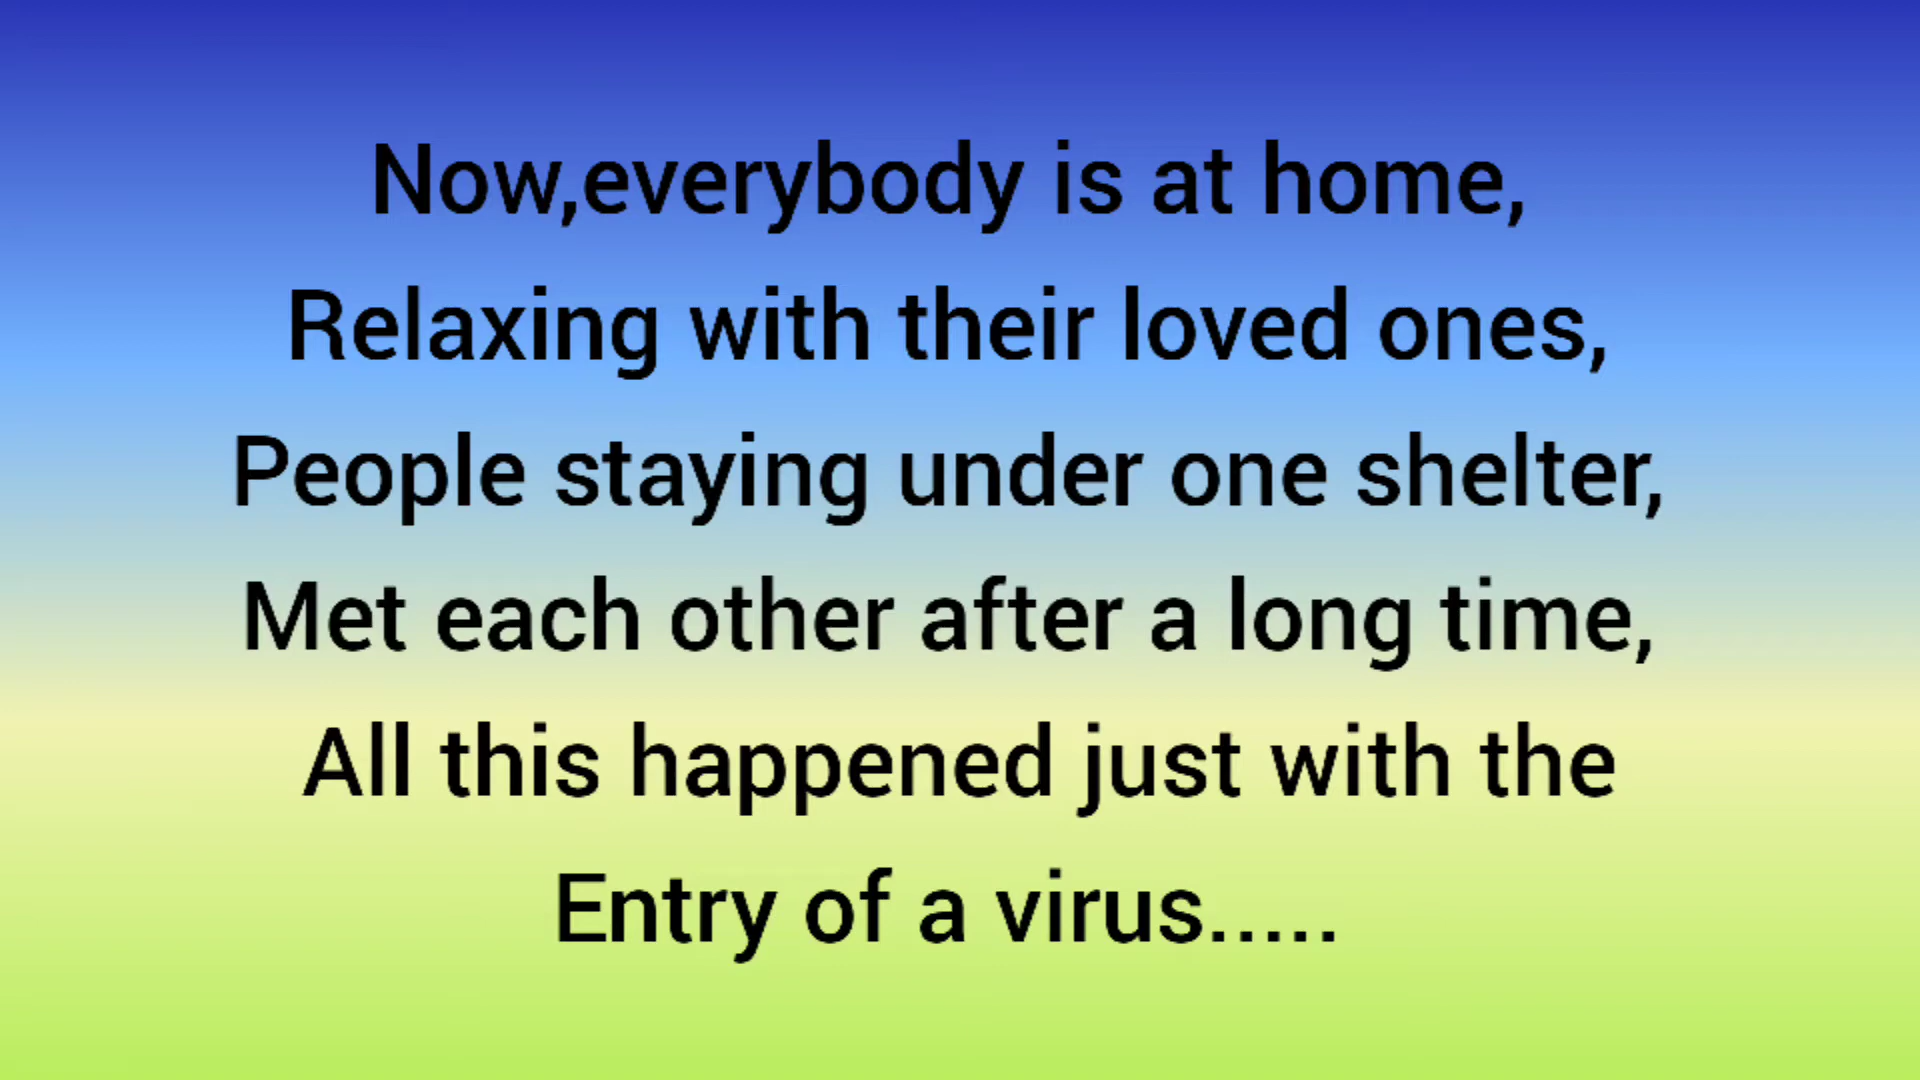 Now,everybody is at home,
Relaxing with their loved ones,
People staying under one shelter,
Met each other after a long time,
All this happened just with the
Entry of a virus.....